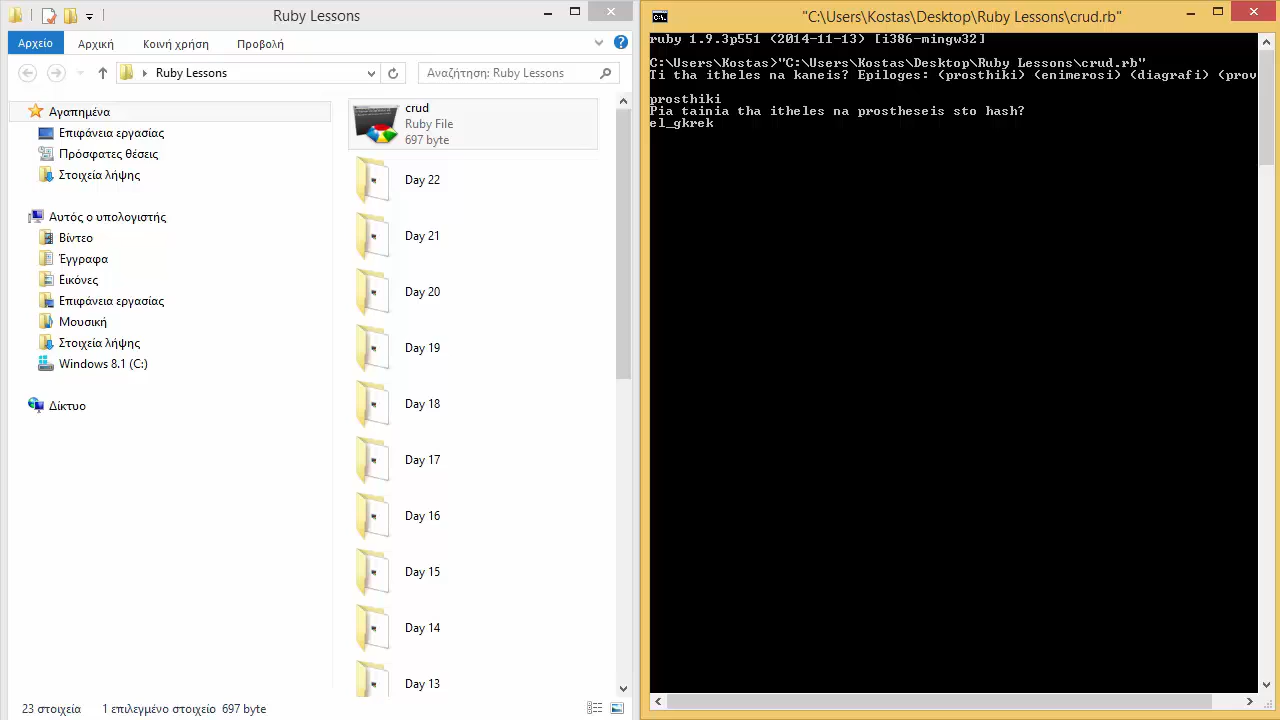 Ruby Lessons
Αρχείο
Αρχική
Κοινή χρήση
Προβολή
Ruby Lessons
Αναζήτηση: Ruby Lessons
Αγαπημένα
Επιφάνεια εργασίας
Πρόσφατες θέσεις
Στοιχεία λήψης
Αυτός ο υπολογιστής
Βίντεο
Έγγραφα
Εικόνες
Επιφάνεια εργασίας
Μουσική
Στοιχεία λήψης
Windows 8.1 (C:)
Δίκτυο
crud
Ruby File
697 byte
Day 22
Day 21
Day 20
Day 19
Day 18
Day 17
Day 16
Day 15
Day 14
Day 13
23 στοιχεία
1 επιλεγμένο στοιχείο 697 byte
"C:\Users\Kostas\Desktop\Ruby Lessons\crud.rb"
ruby 1.9.3p551 (2014-11-13) [i386-mingw32]
C:\Users\Kostas>"C:\Users\Kostas\Desktop\Ruby Lessons\crud.rb"
Ti tha itheles na kaneis? Epiloges: (prosthiki) (enimerosi) (diagrafi) (prov
prosthiki
Pia tainia tha itheles na prostheseis sto hash?
el_gkrek